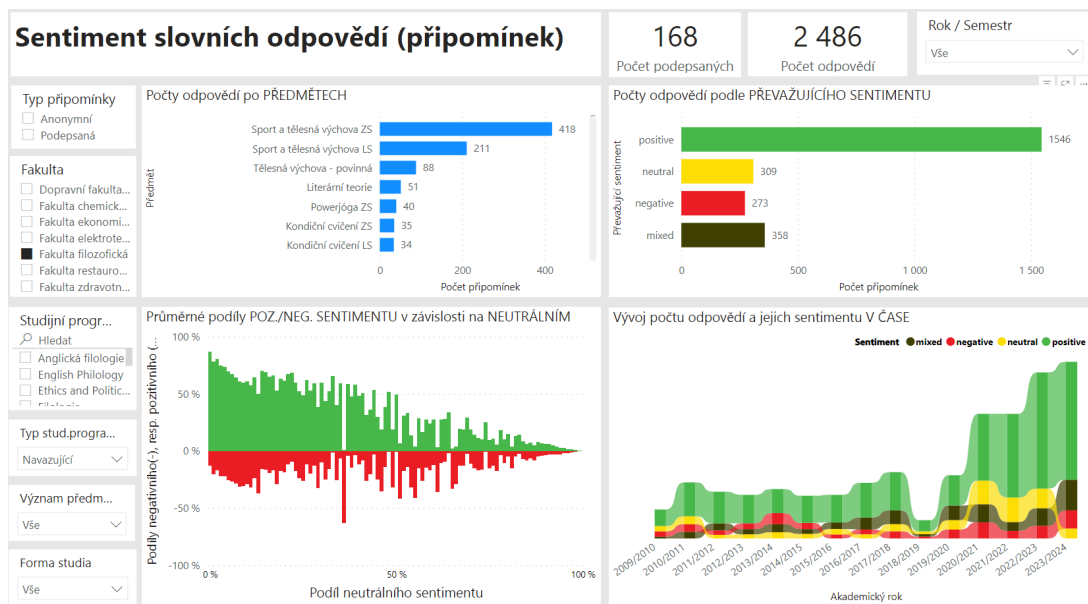 Sentiment slovních odpovědí (připomínek)
168
Počet podepsaných
2 486
Počet odpovědí
Rok / Semestr
Vše
Typ připomínky
Anonymní
Podepsaná
Fakulta
Dopravní fakulta...
Fakulta chemick...
Fakulta ekonomi...
Fakulta elektrote...
Fakulta filozofická
Fakulta restauro...
Fakulta zdravotn...
Studijní progr...
Hledat
Anglická filologie
English Philology
Ethics and Politic...
Typ stud.progra...
Navazující
Význam předm...
Vše
Forma studia
Vše
Počty odpovědí po PŘEDMĚTECH
Předmět
Sport a tělesná výchova ZS 418
Sport a tělesná výchova LS 211
Tělesná výchova - povinná 88
Literární teorie 51
Powerjóga ZS 40
Kondiční cvičení ZS 35
Kondiční cvičení LS 34
0 200 400
Počet připomínek
Počty odpovědí podle PŘEVAŽUJÍCÍHO SENTIMENTU
Převažující sentiment
positive 1546
neutral 309
negative 273
mixed 358
0 500 1 000 1 500
Počet připomínek
Průměrné podíly POZ./NEG. SENTIMENTU v závislosti na NEUTRÁLNÍM
Podíly negativního(-), resp. pozitivního (...
100 %
50 %
0 %
-50 %
-100 %
0 % 50 % 100 %
Podíl neutrálního sentimentu
Vývoj počtu odpovědí a jejich sentimentu V ČASE
Sentiment mixed negative neutral positive
2009/2010 2010/2011 2011/2012 2012/2013 2013/2014 2014/2015 2015/2016 2016/2017 2017/2018 2018/2019 2019/2020 2020/2021 2021/2022 2022/2023 2023/2024
Akademický rok